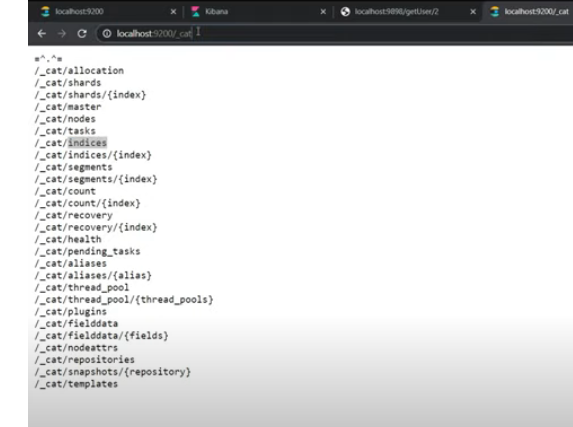 localhost:9200
Kibana
localhost:9898/getUser/2
localhost:9200/_cat
localhost:9200/_cat
=^.^=
/_cat/allocation
/_cat/shards
/_cat/shards/{index}
/_cat/master
/_cat/nodes
/_cat/tasks
/_cat/indices
/_cat/indices/{index}
/_cat/segments
/_cat/segments/{index}
/_cat/count
/_cat/count/{index}
/_cat/recovery
/_cat/recovery/{index}
/_cat/health
/_cat/pending_tasks
/_cat/aliases
/_cat/aliases/{alias}
/_cat/thread_pool
/_cat/thread_pool/{thread_pools}
/_cat/plugins
/_cat/fielddata
/_cat/fielddata/{fields}
/_cat/nodeattrs
/_cat/repositories
/_cat/snapshots/{repository}
/_cat/templates